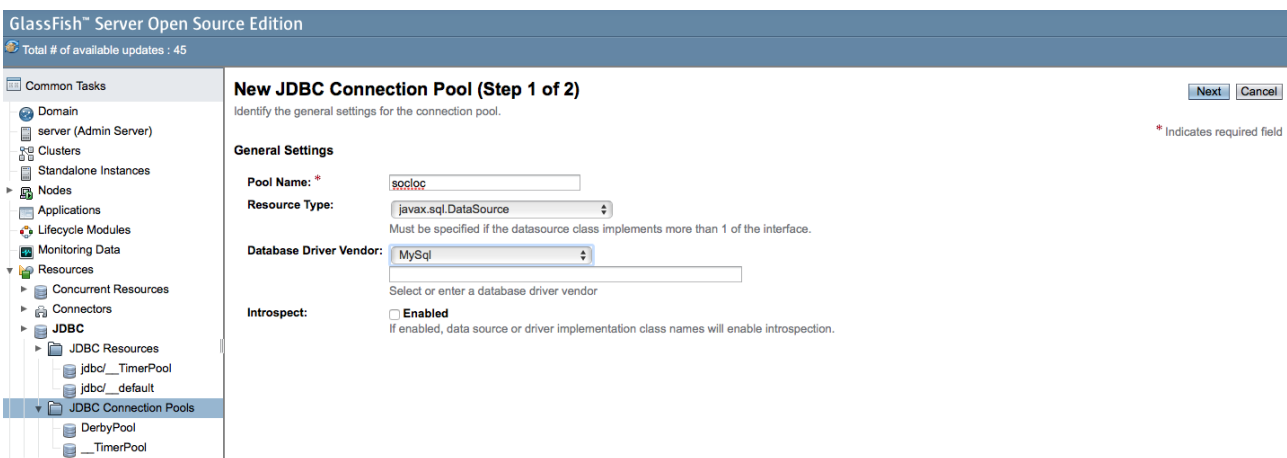 GlassFish™ Server Open Source Edition
Total # of available updates : 45
Common Tasks
Domain
server (Admin Server)
Clusters
Standalone Instances
Nodes
Applications
Lifecycle Modules
Monitoring Data
Resources
Concurrent Resources
Connectors
JDBC
JDBC Resources
jdbc/__TimerPool
jdbc/__default
JDBC Connection Pools
DerbyPool
__TimerPool
New JDBC Connection Pool (Step 1 of 2)
Next Cancel
Identify the general settings for the connection pool.
* Indicates required field
General Settings
Pool Name: * socloc
Resource Type: javax.sql.DataSource
Must be specified if the datasource class implements more than 1 of the interface.
Database Driver Vendor: MySql
Select or enter a database driver vendor
Introspect: Enabled
If enabled, data source or driver implementation class names will enable introspection.